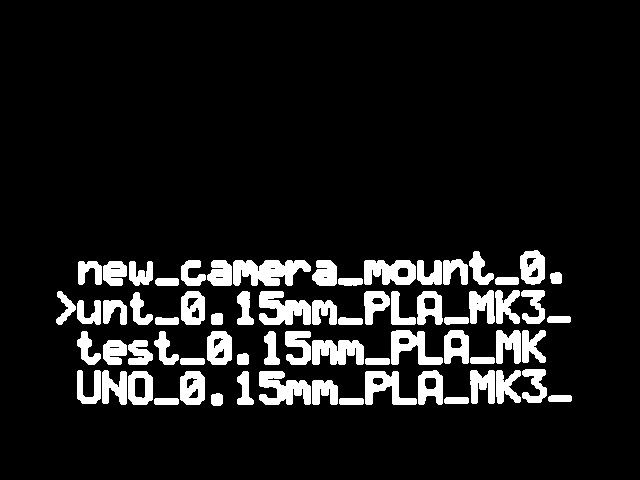 new_camera_mount_0.
>unt_0.15mm_PLA_MK3_
test_0.15mm_PLA_MK
UNO_0.15mm_PLA_MK3_